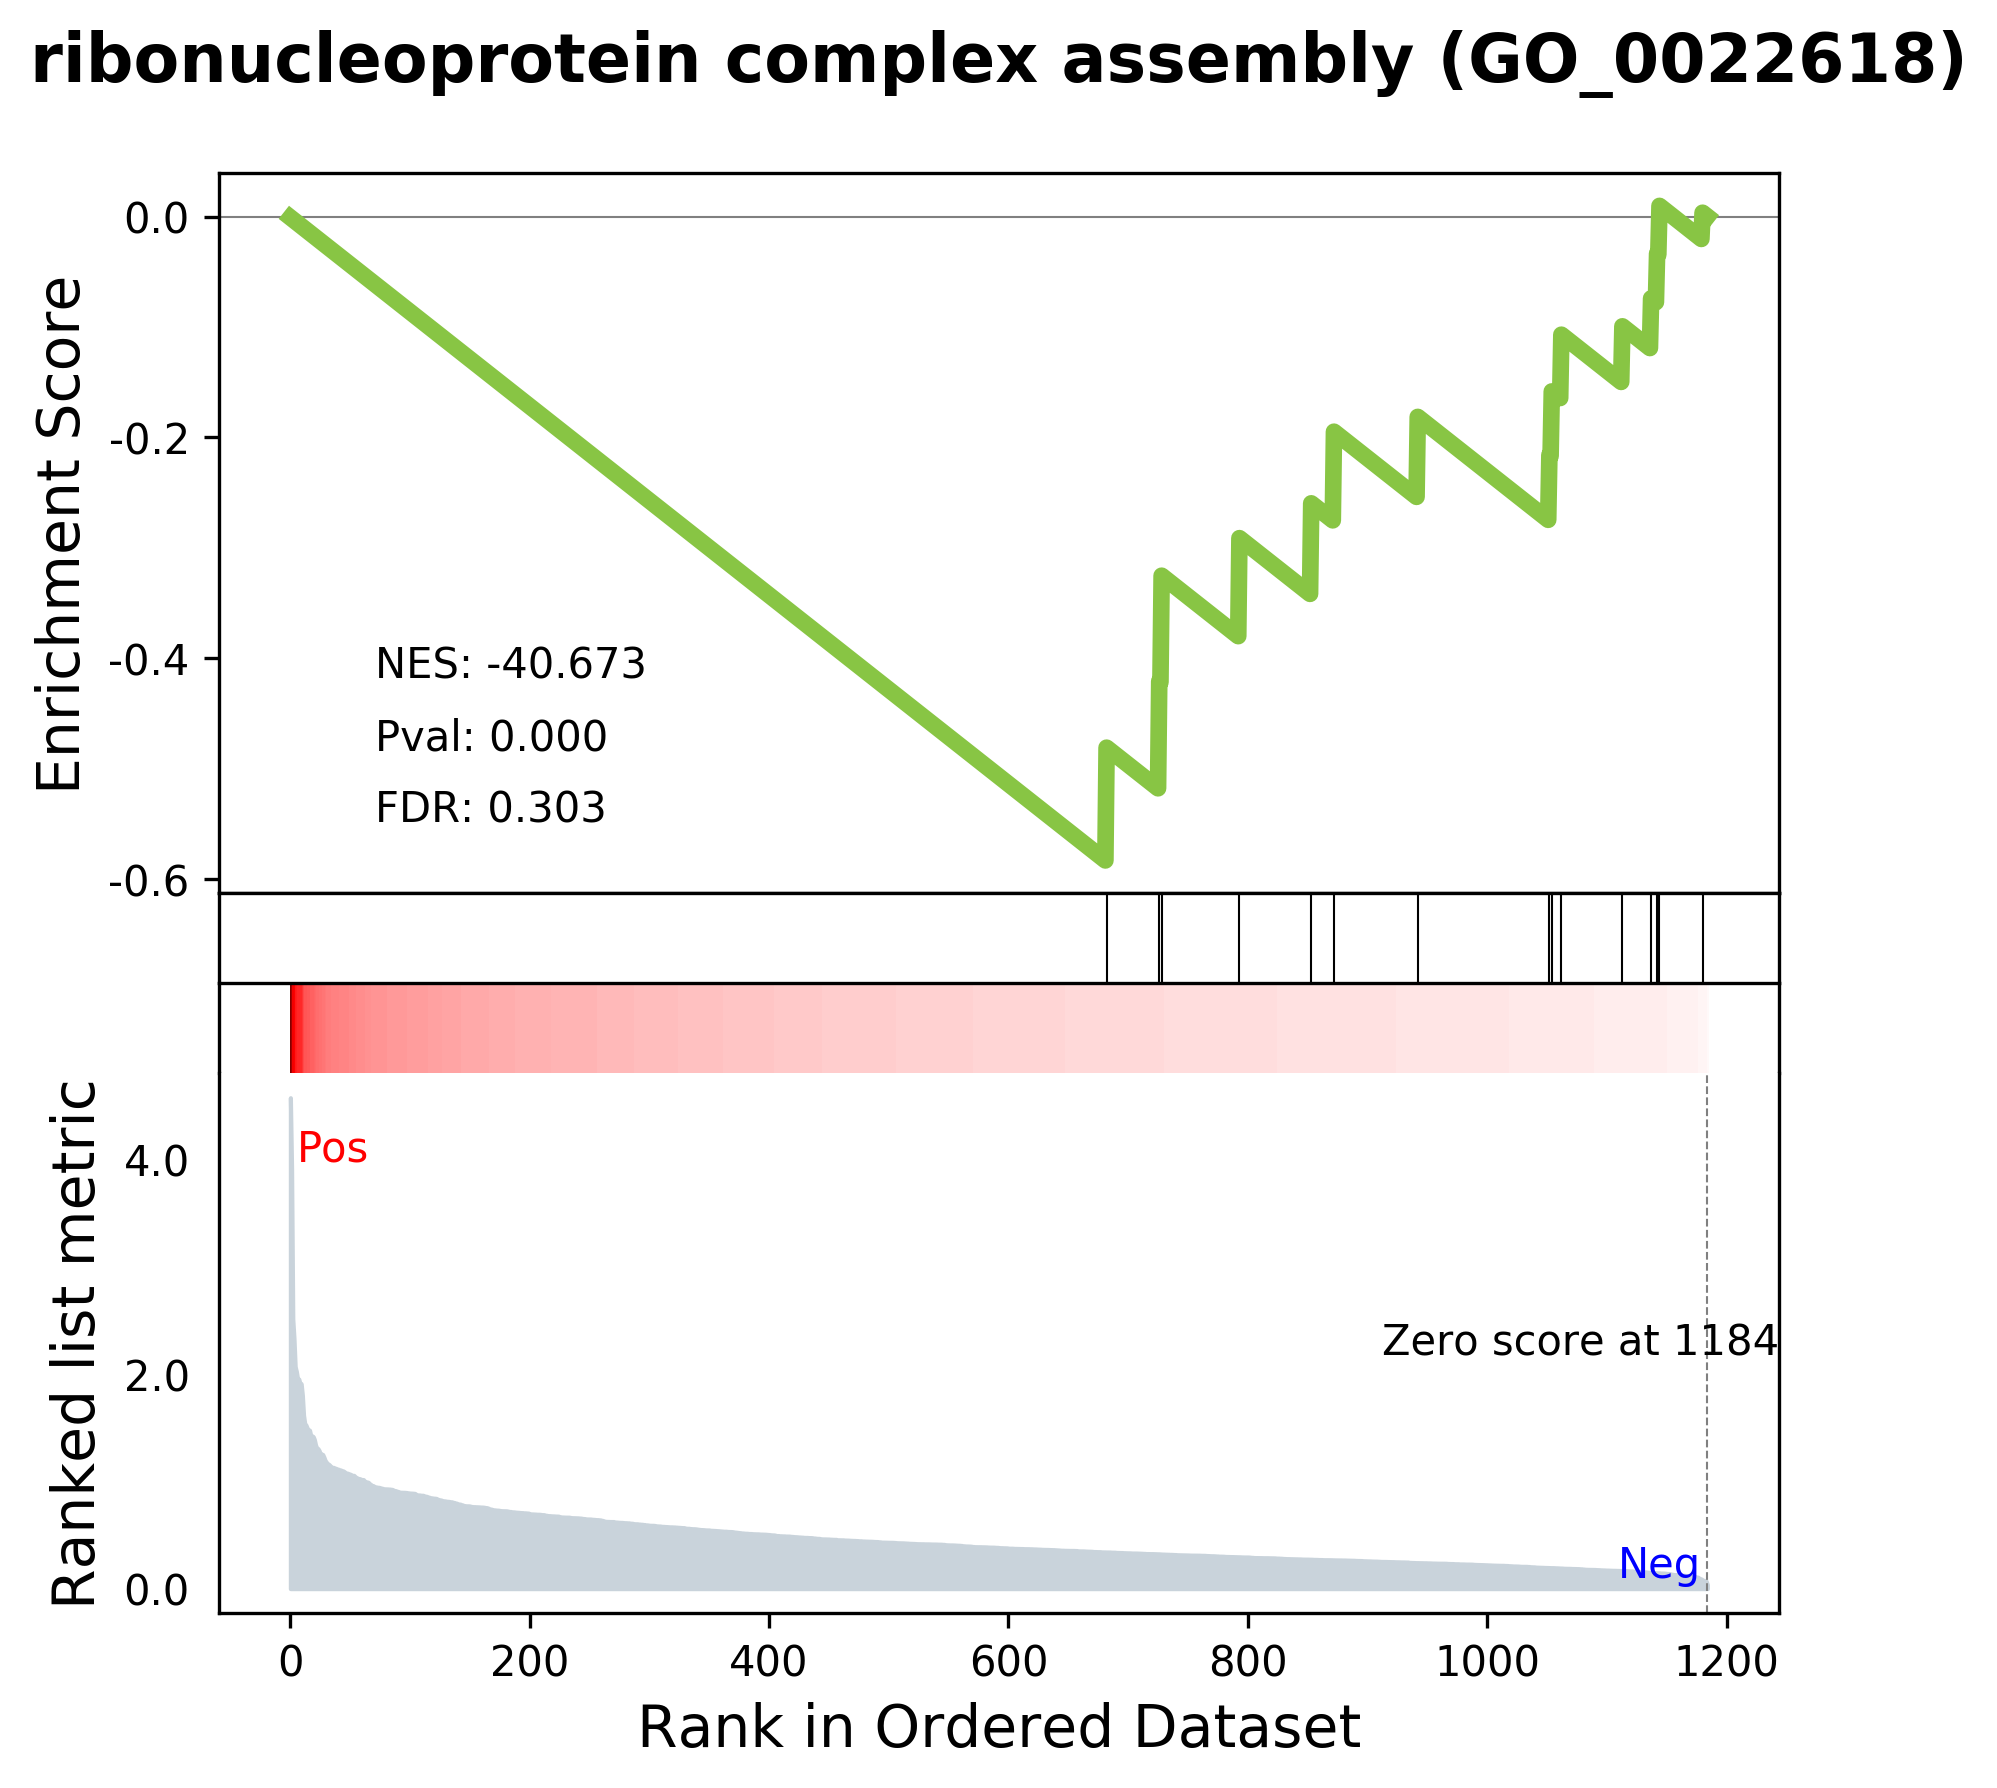 ribonucleoprotein complex assembly (GO_0022618)
Enrichment Score
0.0
-0.2
-0.4
-0.6
NES: -40.673
Pval: 0.000
FDR: 0.303
Ranked list metric
4.0
2.0
0.0
Pos
Zero score at 1184
Neg
0 200 400 600 800 1000 1200
Rank in Ordered Dataset